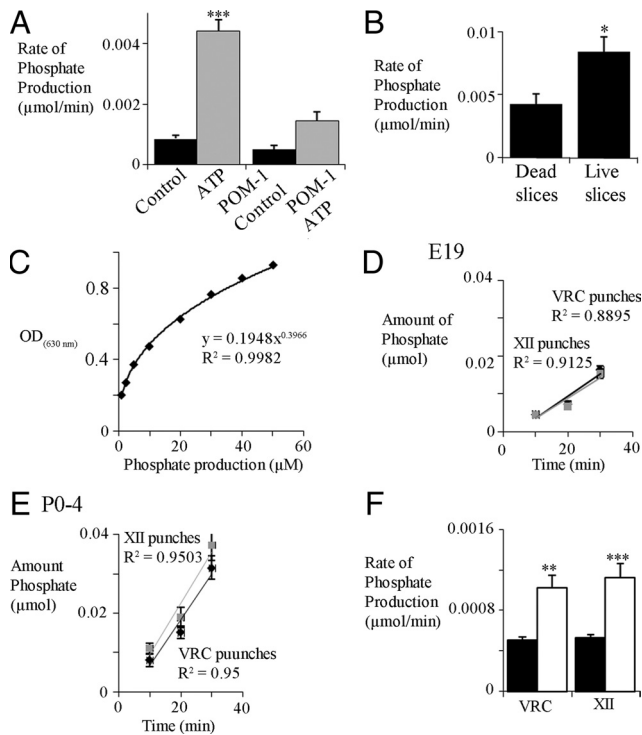 A
Rate of
Phosphate
Production
(µmol/min)
0.004
0.002
0
***
Control
ATP
POM-1
Control
POM-1
ATP
B
Rate of
Phosphate
Production
(µmol/min)
0.01
0.005
0
*
Dead
slices
Live
slices
C
OD(630 nm)
0.8
0.4
0
y = 0.1948x^0.3966
R² = 0.9982
0 20 40 60
Phosphate production (µM)
D
E19
Amount of
Phosphate
(µmol)
0.04
0.02
0
VRC punches
R² = 0.8895
XII punches
R² = 0.9125
0 20 40
Time (min)
E P0-4
Amount
Phosphate
(µmol)
0.04
0.02
0
XII punches
R² = 0.9503
VRC puunches
R² = 0.95
0 20 40
Time (min)
F
Rate of
Phosphate
Production
(µmol/min)
0.0016
0.0008
0
**
***
VRC
XII